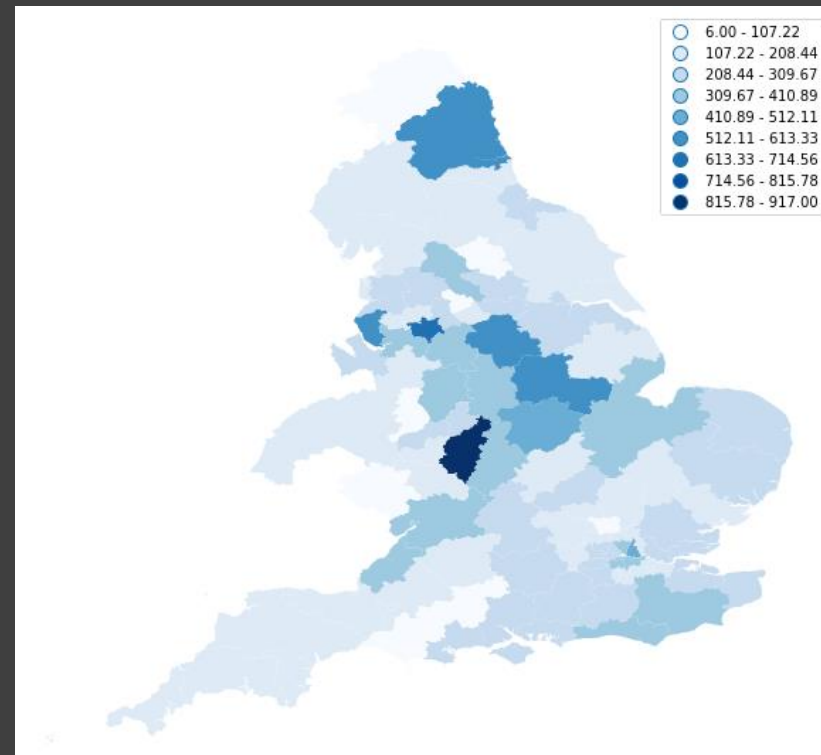 6.00 - 107.22
107.22 - 208.44
208.44 - 309.67
309.67 - 410.89
410.89 - 512.11
512.11 - 613.33
613.33 - 714.56
714.56 - 815.78
815.78 - 917.00